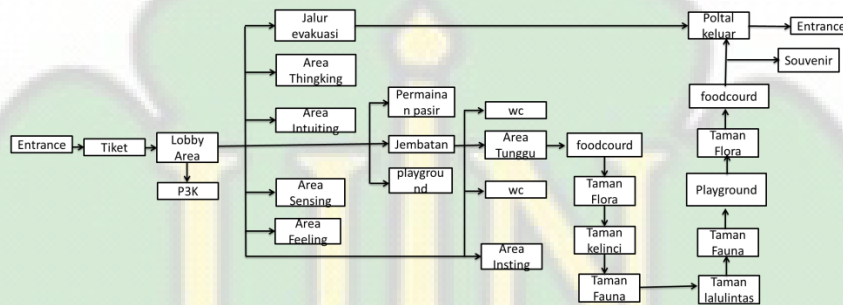 Jalur
evakuasi
Poltal
keluar
Entrance
Area
Thingking
Souvenir
Permaina
n pasir
foodcourd
Area
Intuiting
wc
Entrance
Tiket
Lobby
Area
Jembatan
Area
Tunggu
foodcourd
Taman
Flora
P3K
Area
Sensing
playgrou
nd
wc
Taman
Flora
Playground
Area
Feeling
Taman
kelinci
Taman
Fauna
Area
Insting
Taman
Fauna
Taman
lalulintas
UIN